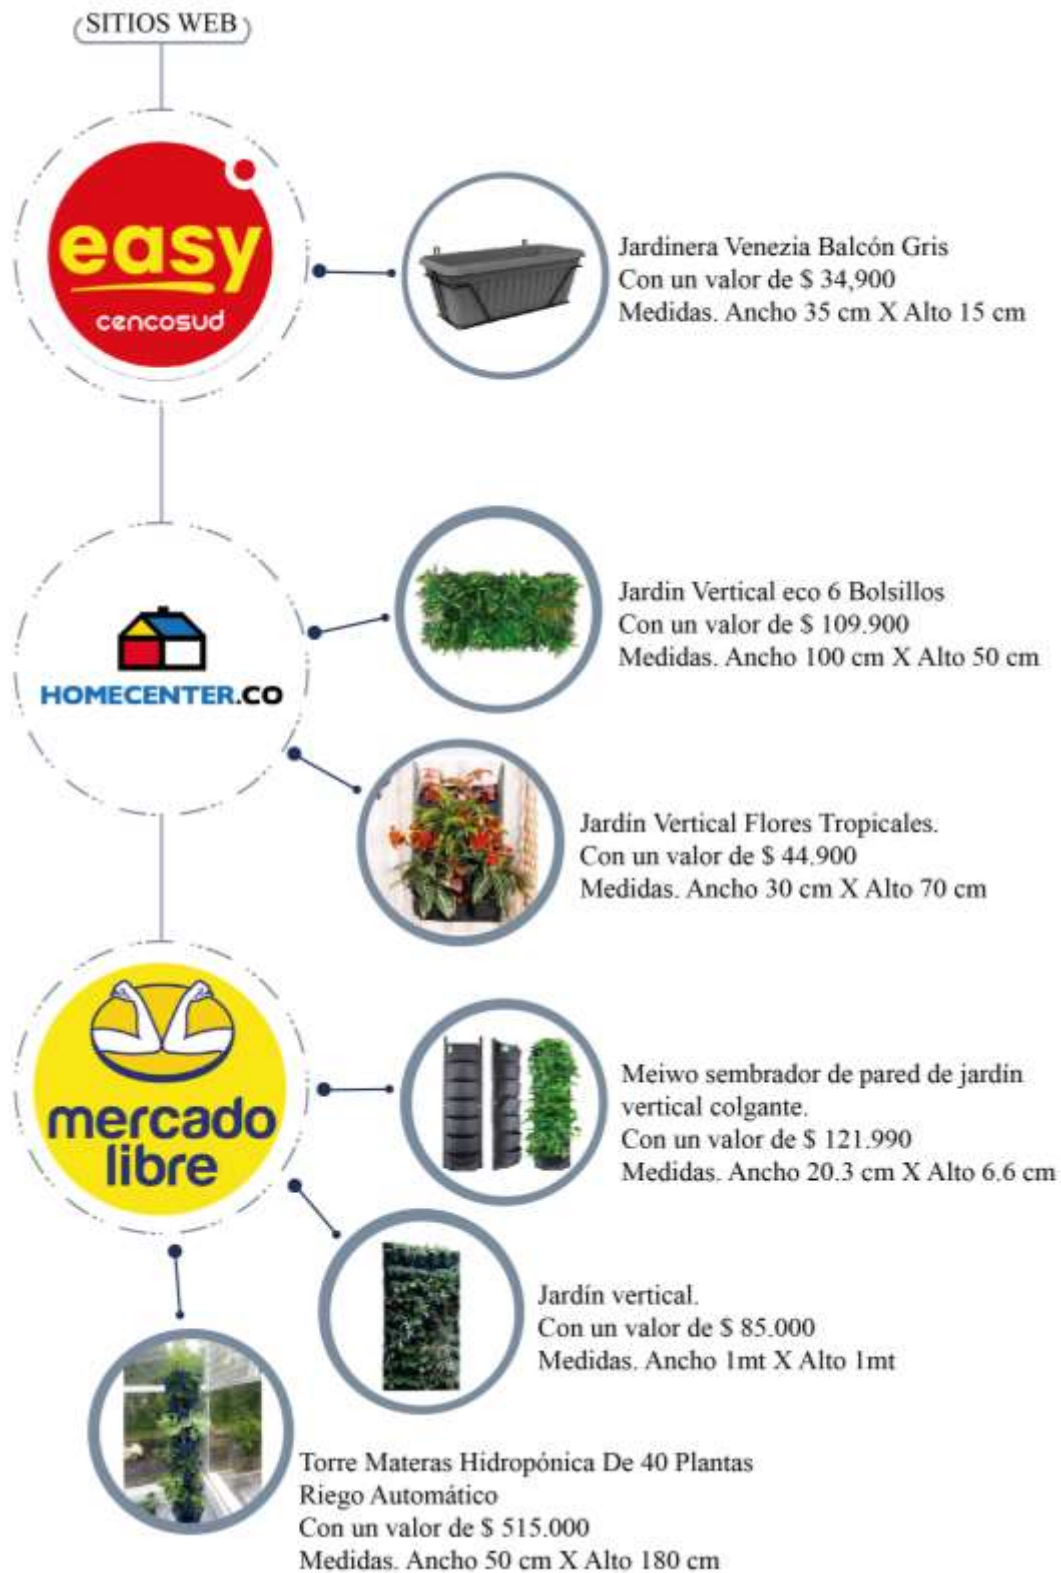 SITIOS WEB
easy
cencosud
Jardinera Venezia Balcón Gris
Con un valor de $ 34,900
Medidas. Ancho 35 cm X Alto 15 cm
HOMECENTER.CO
Jardin Vertical eco 6 Bolsillos
Con un valor de $ 109.900
Medidas. Ancho 100 cm X Alto 50 cm
Jardín Vertical Flores Tropicales.
Con un valor de $ 44.900
Medidas. Ancho 30 cm X Alto 70 cm
mercado
libre
Meiwo sembrador de pared de jardín
vertical colgante.
Con un valor de $ 121.990
Medidas. Ancho 20.3 cm X Alto 6.6 cm
Jardín vertical.
Con un valor de $ 85.000
Medidas. Ancho 1mt X Alto 1mt
Torre Materas Hidropónica De 40 Plantas
Riego Automático
Con un valor de $ 515.000
Medidas. Ancho 50 cm X Alto 180 cm